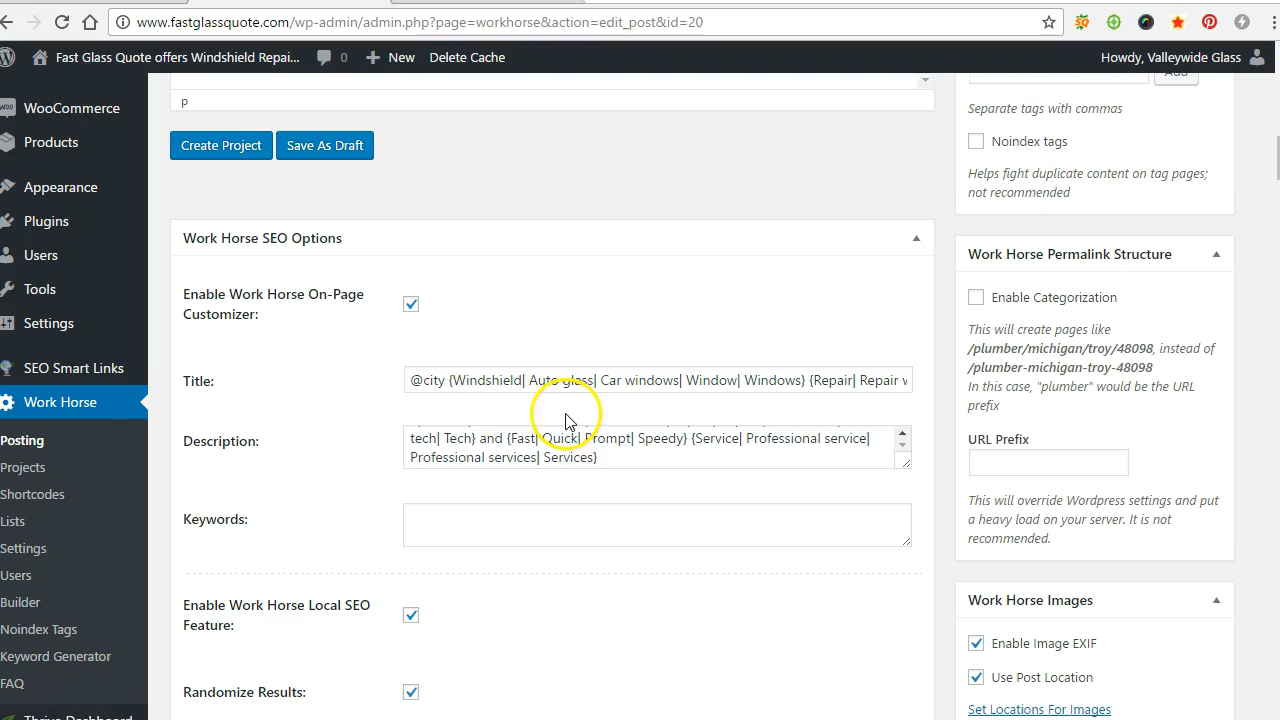 www.fastglassquote.com/wp-admin/admin.php?page=workhorse&action=edit_post&id=20
Fast Glass Quote offers Windshield Repai... 0 New Delete Cache Howdy, Valleywide Glass
WooCommerce
Products
Appearance
Plugins
Users
Tools
Settings
SEO Smart Links
Work Horse
Posting
Projects
Shortcodes
Lists
Settings
Users
Builder
Noindex Tags
Keyword Generator
FAQ
Thrive Dashboard
p
Create Project Save As Draft
Work Horse SEO Options
Enable Work Horse On-Page
Customizer:
Title: @city {Windshield| Auto glass| Car windows| Window| Windows} {Repair| Repair
Description:
tech| Tech} and {Fast| Quick| Prompt| Speedy} {Service| Professional service|
Professional services| Services}
Keywords:
Enable Work Horse Local SEO
Feature:
Randomize Results:
Add
Separate tags with commas
Noindex tags
Helps fight duplicate content on tag pages;
not recommended
Work Horse Permalink Structure
Enable Categorization
This will create pages like
/plumber/michigan/troy/48098, instead of
/plumber-michigan-troy-48098
In this case, "plumber" would be the URL
prefix
URL Prefix
This will override Wordpress settings and put
a heavy load on your server. It is not
recommended.
Work Horse Images
Enable Image EXIF
Use Post Location
Set Locations For Images